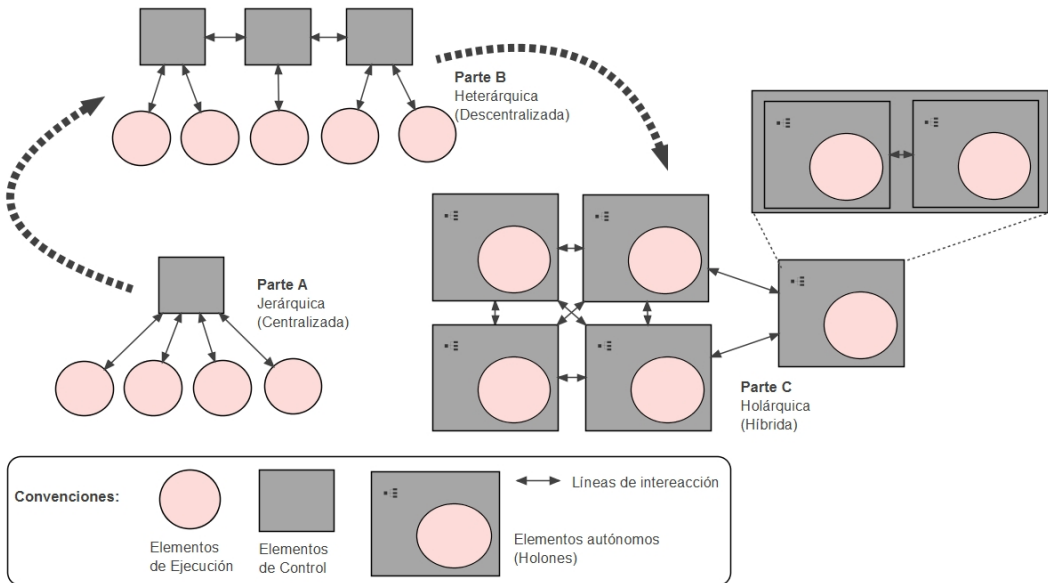 Parte B
Heterárquica
(Descentralizada)
Parte A
Jerárquica
(Centralizada)
Parte C
Holárquica
(Híbrida)
Convenciones:
Elementos
de Ejecución
Elementos
de Control
Líneas de intereacción
Elementos autónomos
(Holones)